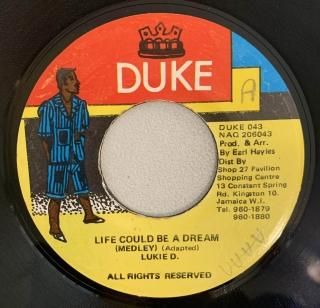 DUKE
A
DUKE 043
NAG 206043
Prod. & Arr.
By Earl Hayles
Dist By
Shop 27 Pavilion
Shopping Centre
13 Constant Spring
Rd. Kingston 10.
Jamaica W.I.
Tel. 960-1879
960-1880
LIFE COULD BE A DREAM
(MEDLEY) (Adapted)
LUKIE D.
ALL RIGHTS RESERVED